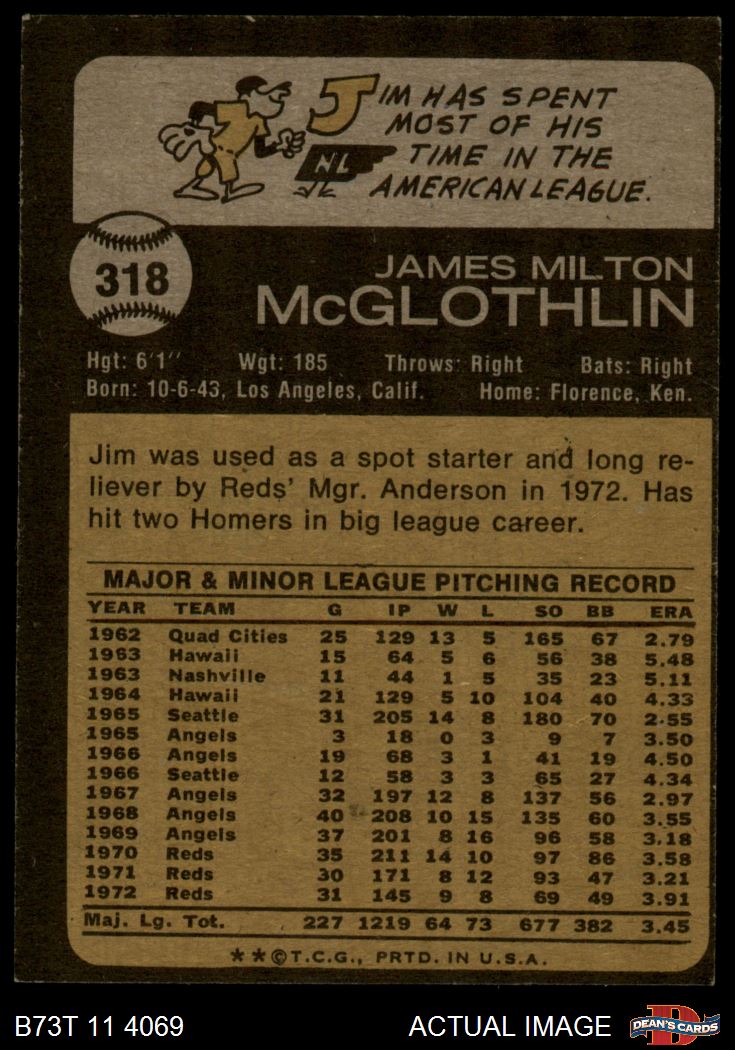 JIM HAS SPENT
MOST OF HIS
TIME IN THE
AMERICAN LEAGUE.
NL
318
JAMES MILTON
McGLOTHLIN
Hgt: 6'1" Wgt: 185 Throws: Right Bats: Right
Born: 10-6-43, Los Angeles, Calif. Home: Florence, Ken.
Jim was used as a spot starter and long re-
liever by Reds' Mgr. Anderson in 1972. Has
hit two Homers in big league career.
MAJOR & MINOR LEAGUE PITCHING RECORD
YEAR TEAM G IP W L SO BB ERA
1962 Quad Cities 25 129 13 5 165 67 2.79
1963 Hawaii 15 64 5 6 56 38 5.48
1963 Nashville 11 44 1 5 35 23 5.11
1964 Hawaii 21 129 5 10 104 40 4.33
1965 Seattle 31 205 14 8 180 70 2.55
1965 Angels 3 18 0 3 9 7 3.50
1966 Angels 19 68 3 1 41 19 4.50
1966 Seattle 12 58 3 3 65 27 4.34
1967 Angels 32 197 12 8 137 56 2.97
1968 Angels 40 208 10 15 135 60 3.55
1969 Angels 37 201 8 16 96 58 3.18
1970 Reds 35 211 14 10 97 86 3.58
1971 Reds 30 171 8 12 93 47 3.21
1972 Reds 31 145 9 8 69 49 3.91
Maj. Lg. Tot. 227 1219 64 73 677 382 3.45
**©T.C.G., PRTD. IN U.S.A.
B73T 11 4069 ACTUAL IMAGE D DEAN'S CARDS